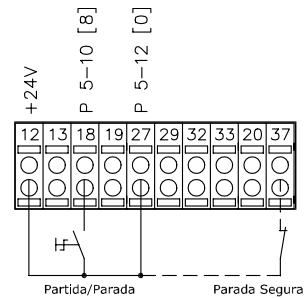 +24V
P 5-10 [8]
P 5-12 [0]
12 13 18 19 27 29 32 33 20 37
Partida/Parada
Parada Segura